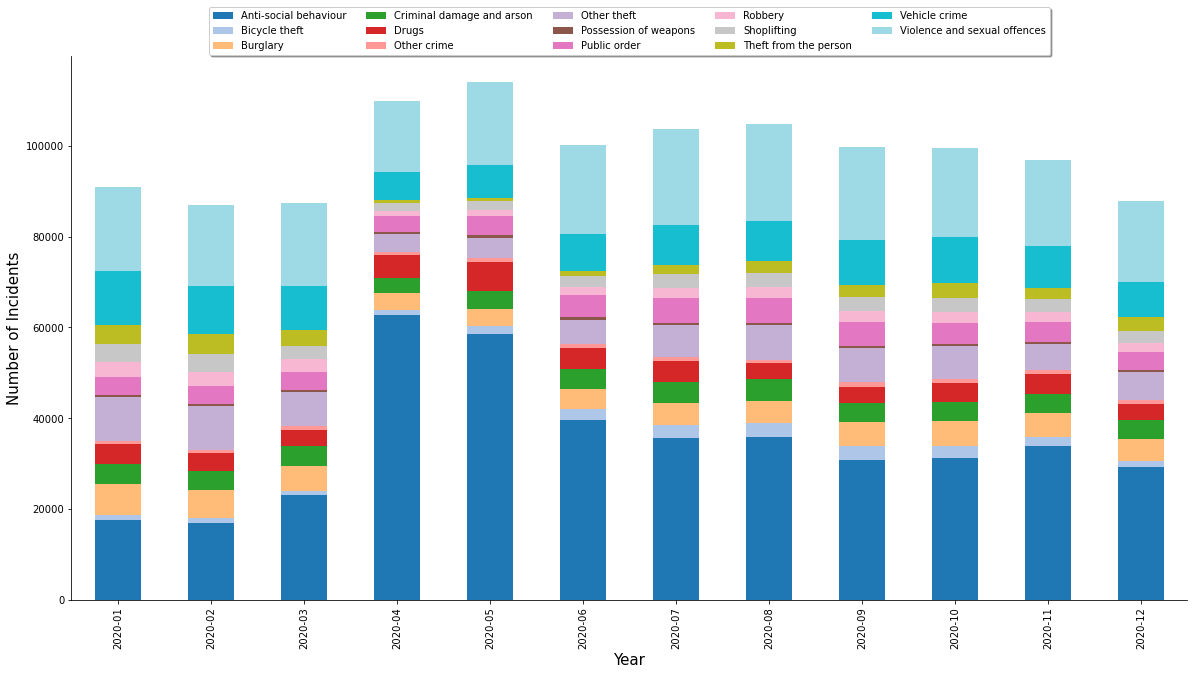 Anti-social behaviour Criminal damage and arson Other theft Robbery Vehicle crime
Bicycle theft Drugs Possession of weapons Shoplifting Violence and sexual offences
Burglary Other crime Public order Theft from the person
100000
80000
60000
40000
20000
0
Number of Incidents
2020-01 2020-02 2020-03 2020-04 2020-05 2020-06 2020-07 2020-08 2020-09 2020-10 2020-11 2020-12
Year